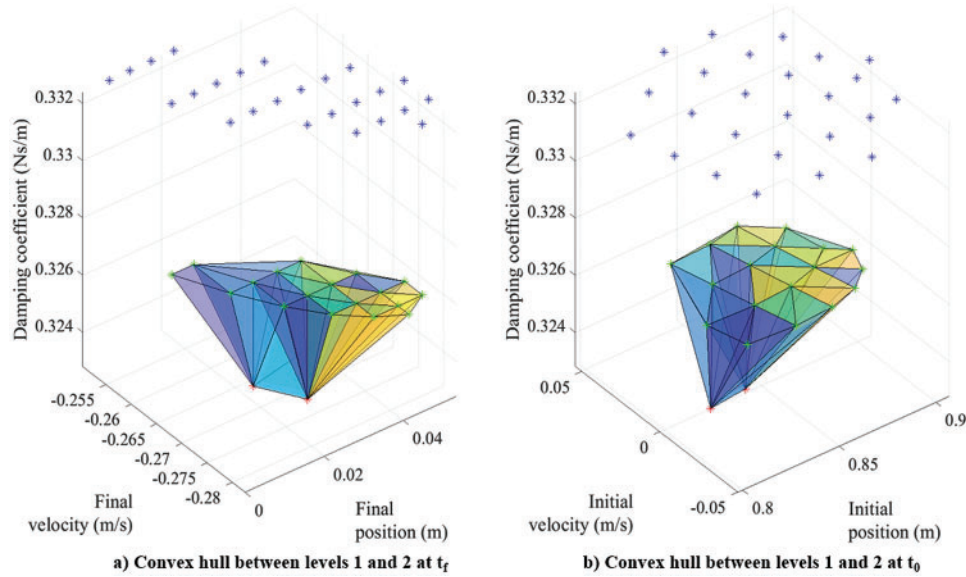 Damping coefficient (Ns/m)
0.332
0.33
0.328
0.326
0.324
-0.255
-0.26
-0.265
-0.27
-0.275
-0.28
0
0.02
0.04
Final
velocity (m/s)
Final
position (m)
a) Convex hull between levels 1 and 2 at tf
Damping coefficient (Ns/m)
0.332
0.33
0.328
0.326
0.324
0.05
0
-0.05
0.8
0.85
0.9
Initial
velocity (m/s)
Initial
position (m)
b) Convex hull between levels 1 and 2 at t0